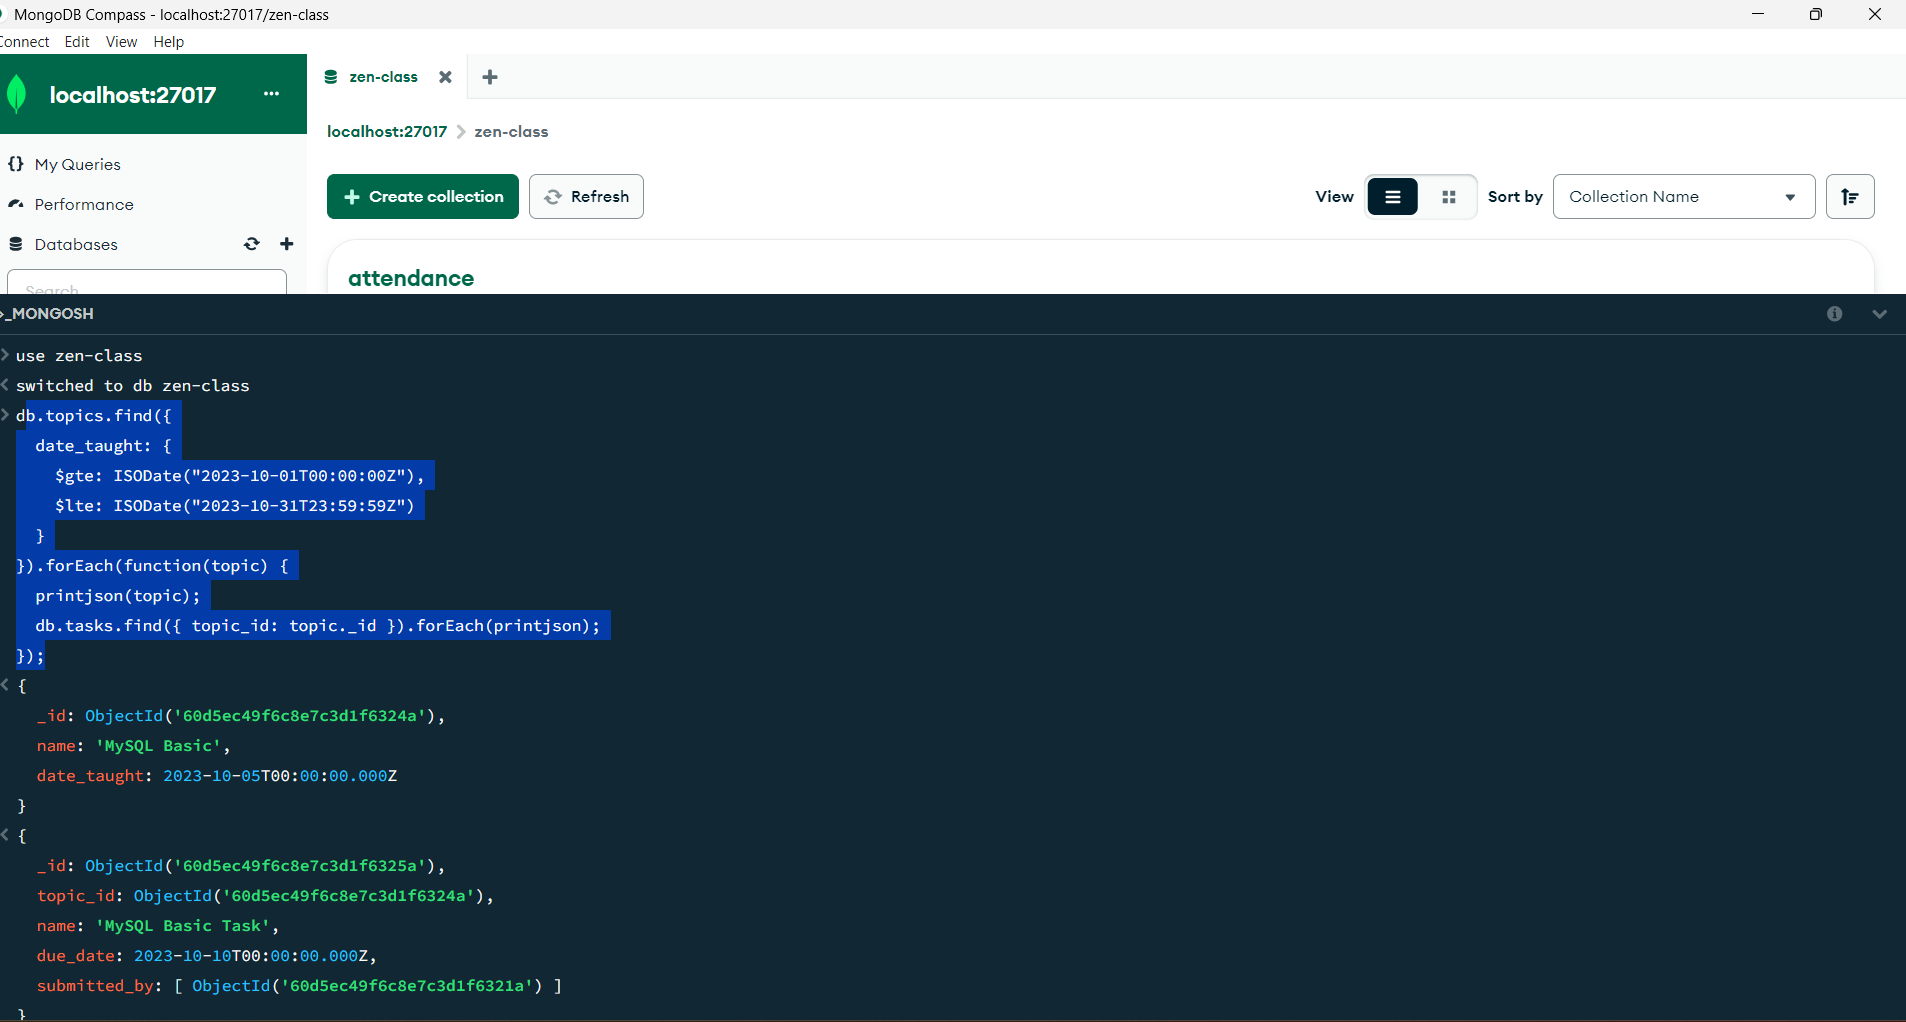 MongoDB Compass - localhost:27017/zen-class
Connect Edit View Help
localhost:27017 ...
zen-class
localhost:27017 > zen-class
{} My Queries
Performance
Databases
Search
+ Create collection
Refresh
View
Sort by
Collection Name
attendance
>_MONGOSH
> use zen-class
< switched to db zen-class
> db.topics.find({
date_taught: {
$gte: ISODate("2023-10-01T00:00:00Z"),
$lte: ISODate("2023-10-31T23:59:59Z")
}
}).forEach(function(topic) {
printjson(topic);
db.tasks.find({ topic_id: topic._id }).forEach(printjson);
});
< {
_id: ObjectId('60d5ec49f6c8e7c3d1f6324a'),
name: 'MySQL Basic',
date_taught: 2023-10-05T00:00:00.000Z
}
< {
_id: ObjectId('60d5ec49f6c8e7c3d1f6325a'),
topic_id: ObjectId('60d5ec49f6c8e7c3d1f6324a'),
name: 'MySQL Basic Task',
due_date: 2023-10-10T00:00:00.000Z,
submitted_by: [ ObjectId('60d5ec49f6c8e7c3d1f6321a') ]
}